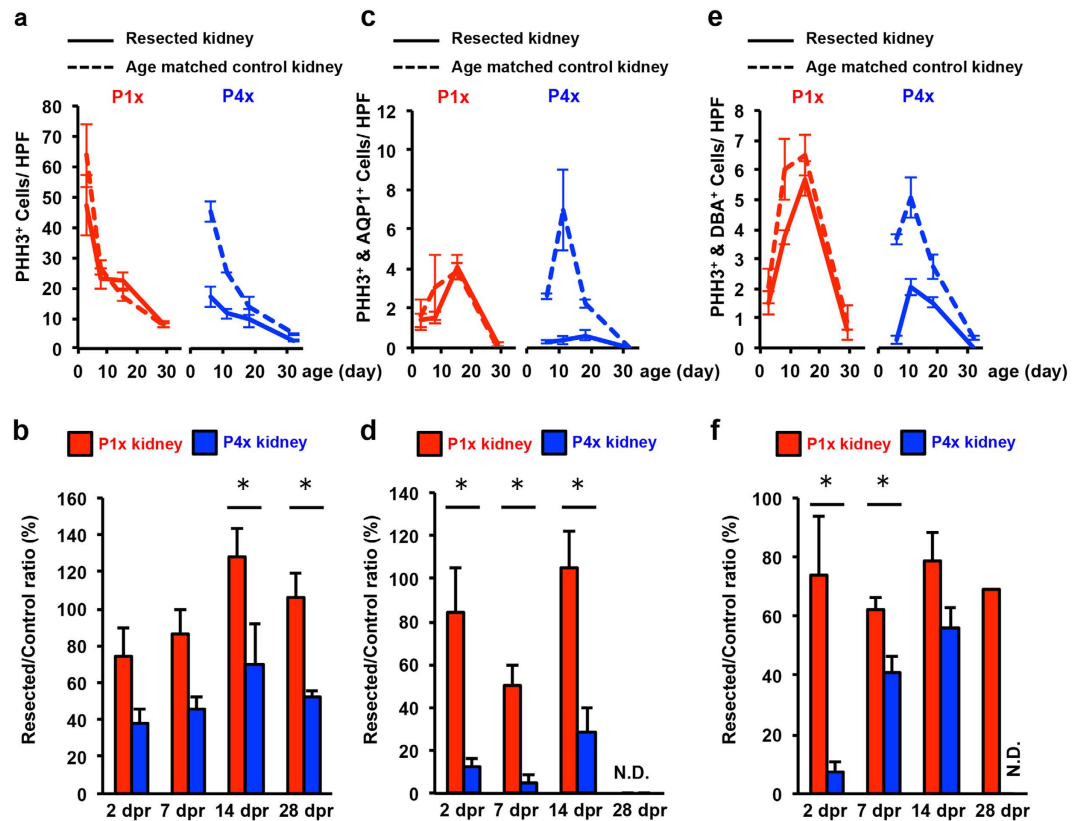 a
Resected kidney
Age matched control kidney
P1x
P4x
PHH3⁺ Cells/ HPF
80
70
60
50
40
30
20
10
0
0 10 20 30
0 10 20 30 age (day)
c
Resected kidney
Age matched control kidney
P1x
P4x
PHH3⁺ & AQP1⁺ Cells/ HPF
12
10
8
6
4
2
0
0 10 20 30
0 10 20 30 age (day)
e
Resected kidney
Age matched control kidney
P1x
P4x
PHH3⁺ & DBA⁺ Cells/ HPF
8
7
6
5
4
3
2
1
0
0 10 20 30
0 10 20 30 age (day)
b
P1x kidney P4x kidney
Resected/Control ratio (%)
160
140
120
100
80
60
40
20
0
* *
2 dpr 7 dpr 14 dpr 28 dpr
d
P1x kidney P4x kidney
Resected/Control ratio (%)
140
120
100
80
60
40
20
0
* * *
N.D.
2 dpr 7 dpr 14 dpr 28 dpr
f
P1x kidney P4x kidney
Resected/Control ratio (%)
100
80
60
40
20
0
* *
N.D.
2 dpr 7 dpr 14 dpr 28 dpr